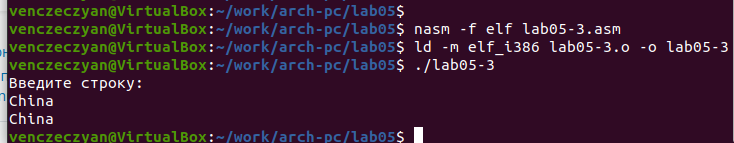 venczeczyan@VirtualBox:~/work/arch-pc/lab05$
venczeczyan@VirtualBox:~/work/arch-pc/lab05$ nasm -f elf lab05-3.asm
venczeczyan@VirtualBox:~/work/arch-pc/lab05$ ld -m elf_i386 lab05-3.o -o lab05-3
venczeczyan@VirtualBox:~/work/arch-pc/lab05$ ./lab05-3
Введите строку:
China
China
venczeczyan@VirtualBox:~/work/arch-pc/lab05$